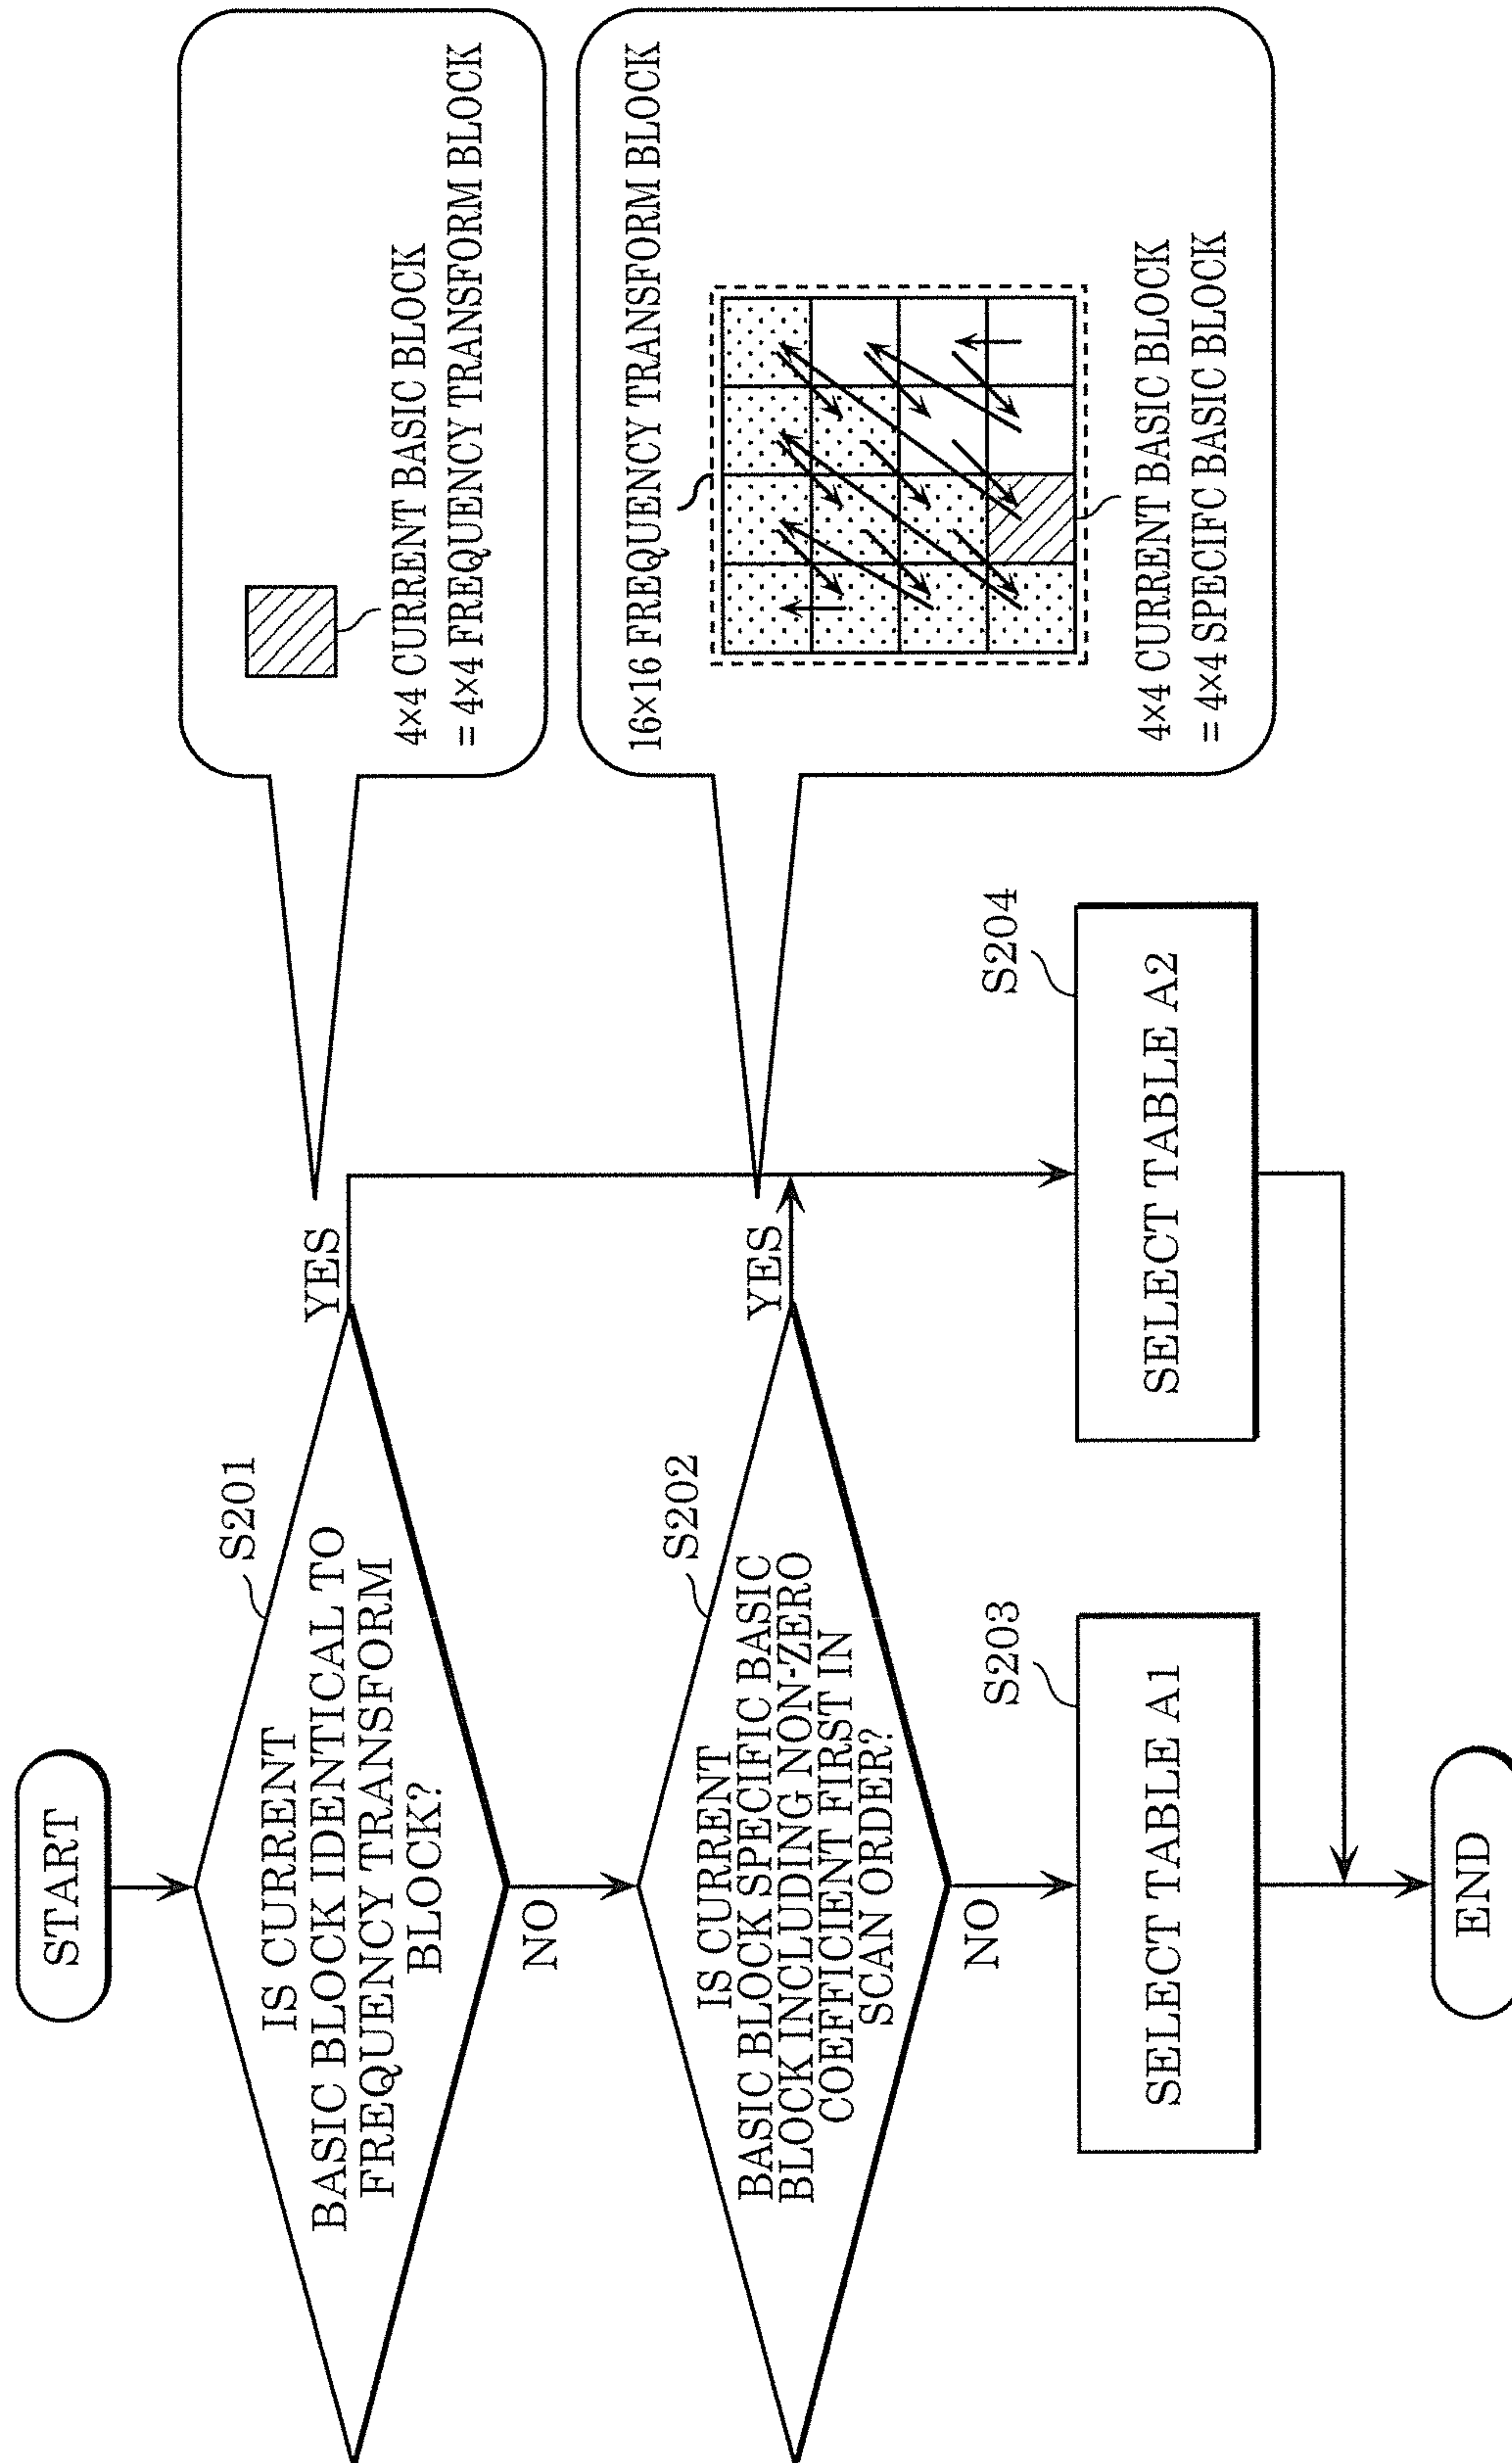 START
S201
IS CURRENT
BASIC BLOCK IDENTICAL TO
FREQUENCY TRANSFORM
BLOCK?
YES
NO
4×4 CURRENT BASIC BLOCK
= 4×4 FREQUENCY TRANSFORM BLOCK
S202
IS CURRENT
BASIC BLOCK SPECIFIC BASIC
BLOCK INCLUDING NON-ZERO
COEFFICIENT FIRST IN
SCAN ORDER?
YES
NO
16×16 FREQUENCY TRANSFORM BLOCK
4×4 CURRENT BASIC BLOCK
= 4×4 SPECIFC BASIC BLOCK
S203
SELECT TABLE A1
S204
SELECT TABLE A2
END